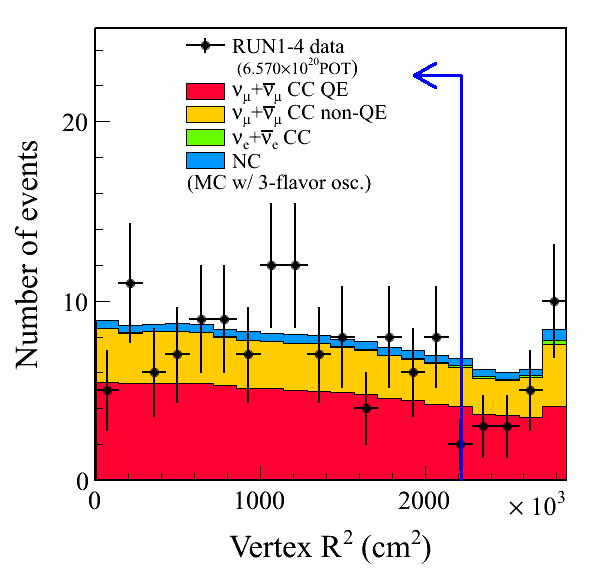 RUN1-4 data
(6.570×10²⁰POT)
ν_μ+ν̅_μ CC QE
ν_μ+ν̅_μ CC non-QE
ν_e+ν̅_e CC
NC
(MC w/ 3-flavor osc.)
Number of events
20
10
0
0 1000 2000
× 10³
Vertex R² (cm²)